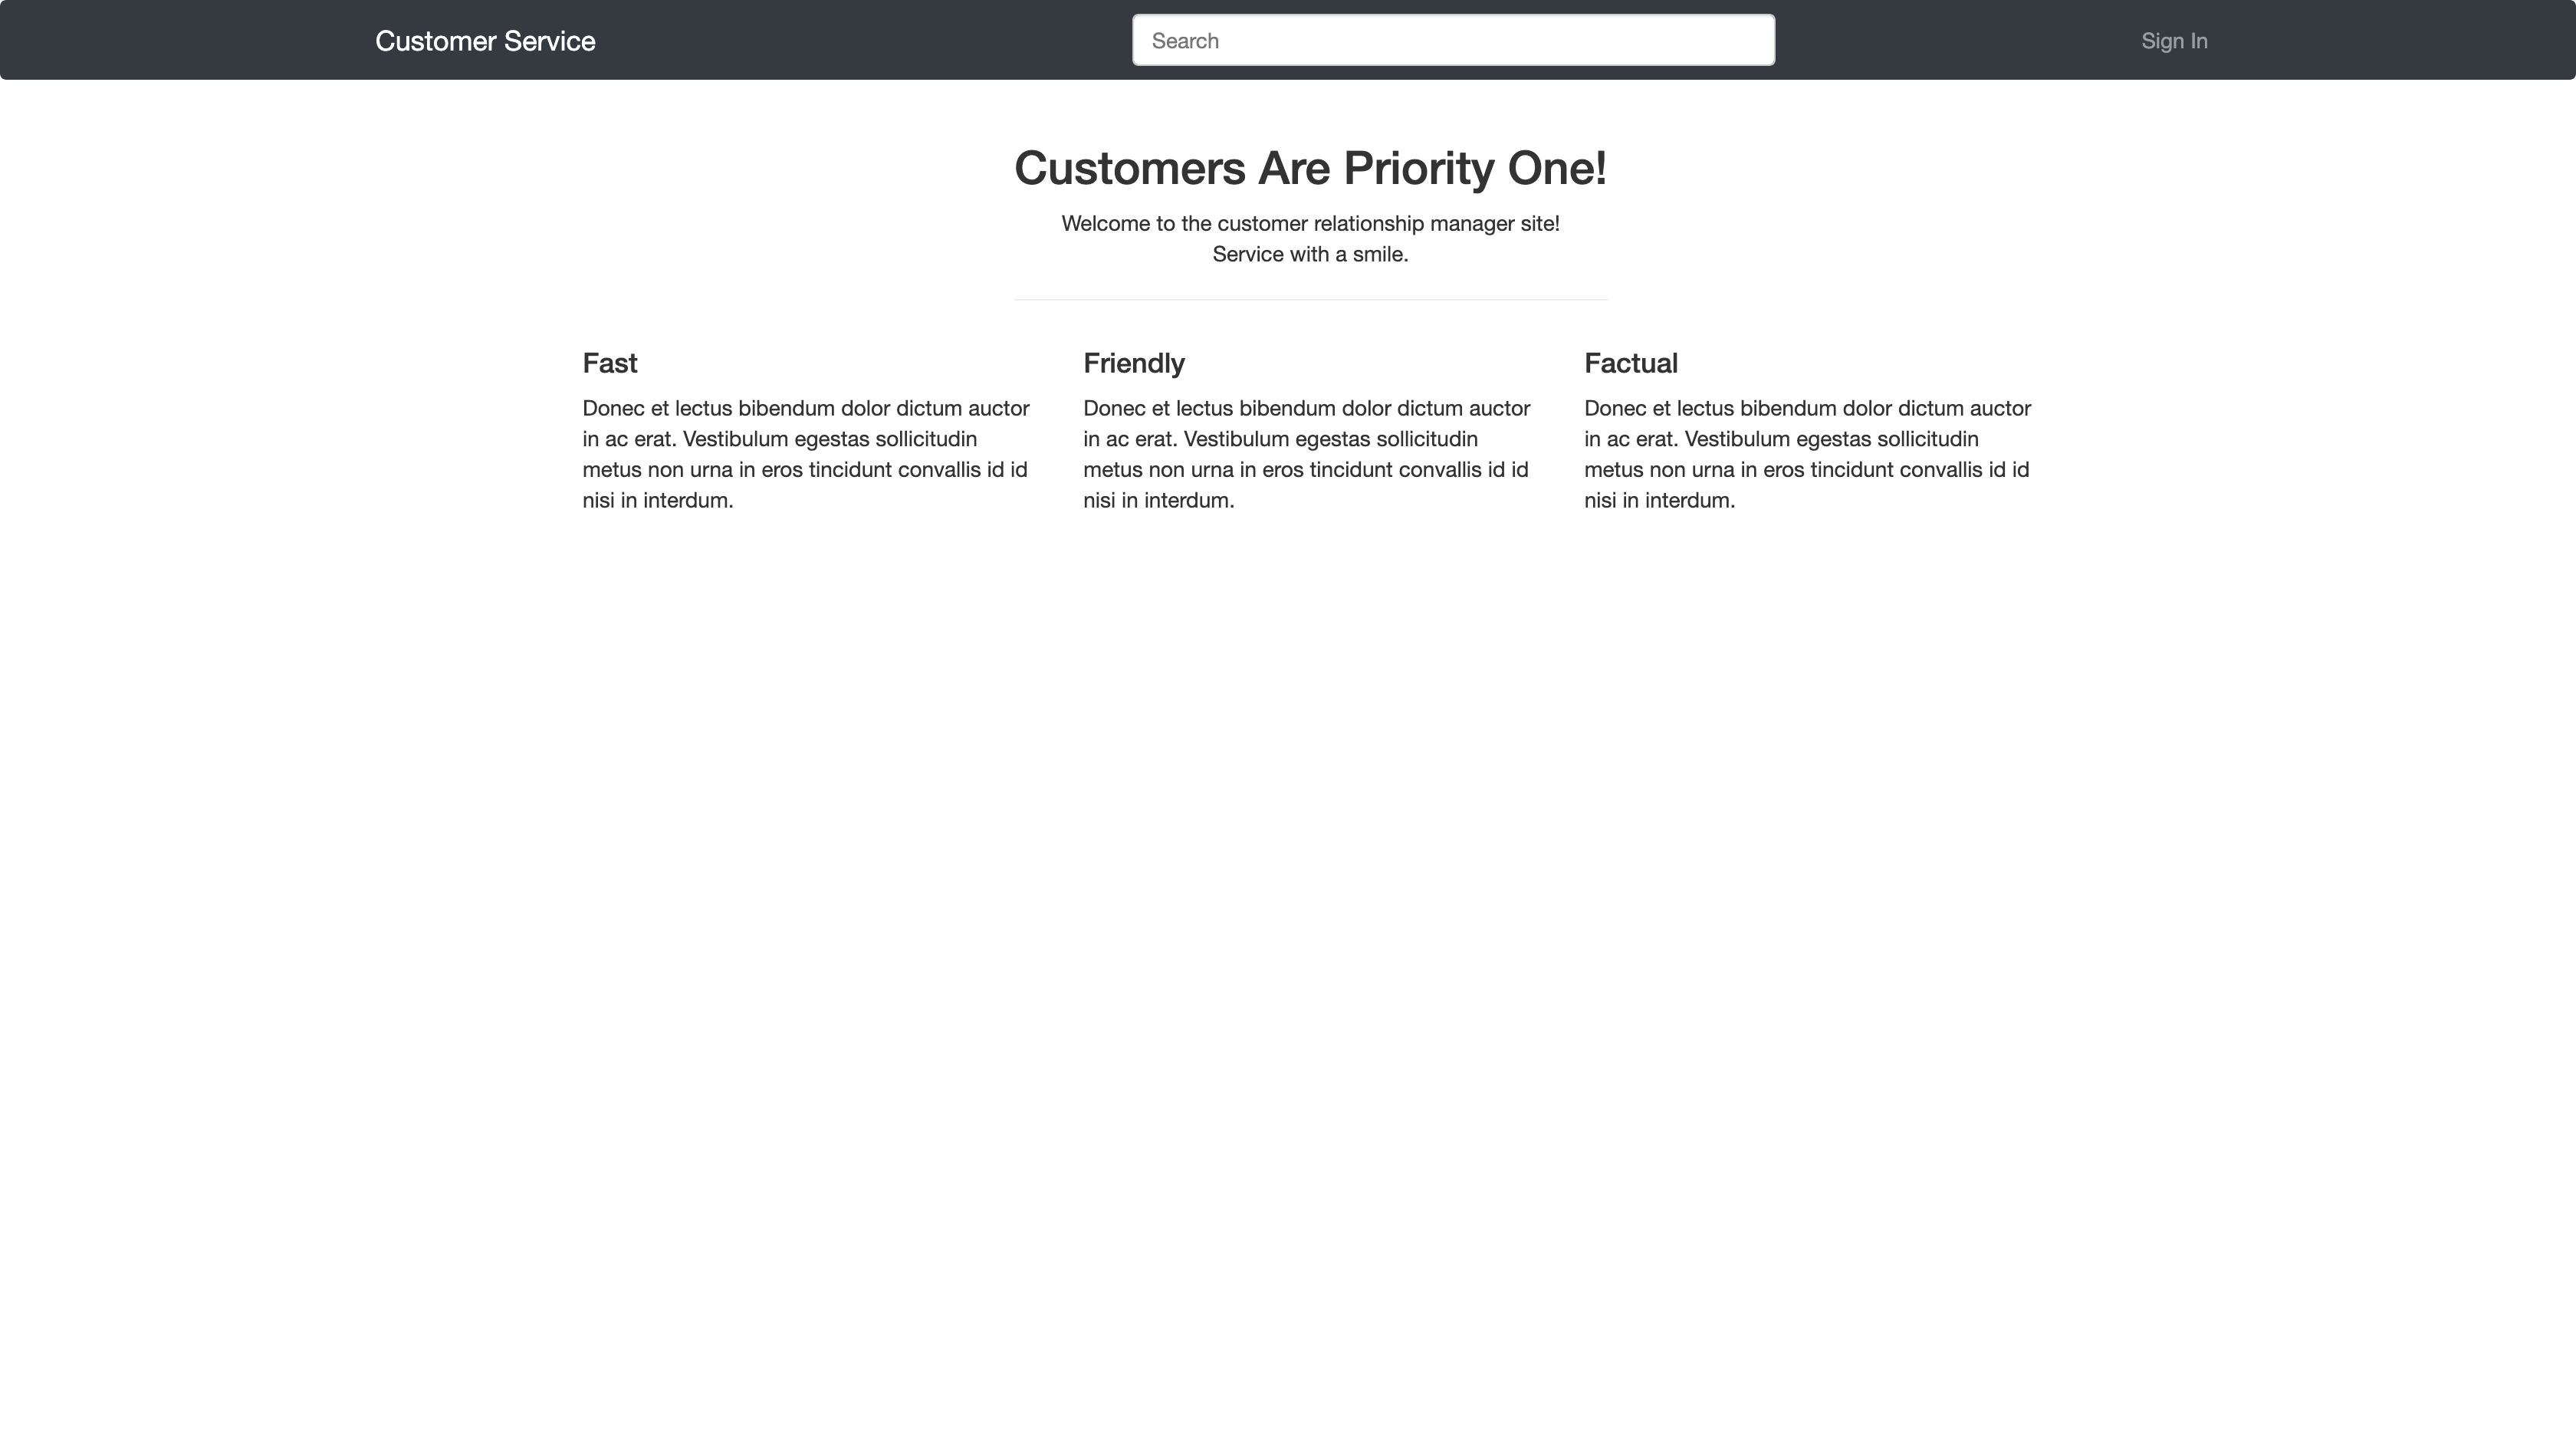 Customer Service
Search
Sign In
Customers Are Priority One!
Welcome to the customer relationship manager site!
Service with a smile.
Fast
Donec et lectus bibendum dolor dictum auctor
in ac erat. Vestibulum egestas sollicitudin
metus non urna in eros tincidunt convallis id id
nisi in interdum.
Friendly
Donec et lectus bibendum dolor dictum auctor
in ac erat. Vestibulum egestas sollicitudin
metus non urna in eros tincidunt convallis id id
nisi in interdum.
Factual
Donec et lectus bibendum dolor dictum auctor
in ac erat. Vestibulum egestas sollicitudin
metus non urna in eros tincidunt convallis id id
nisi in interdum.